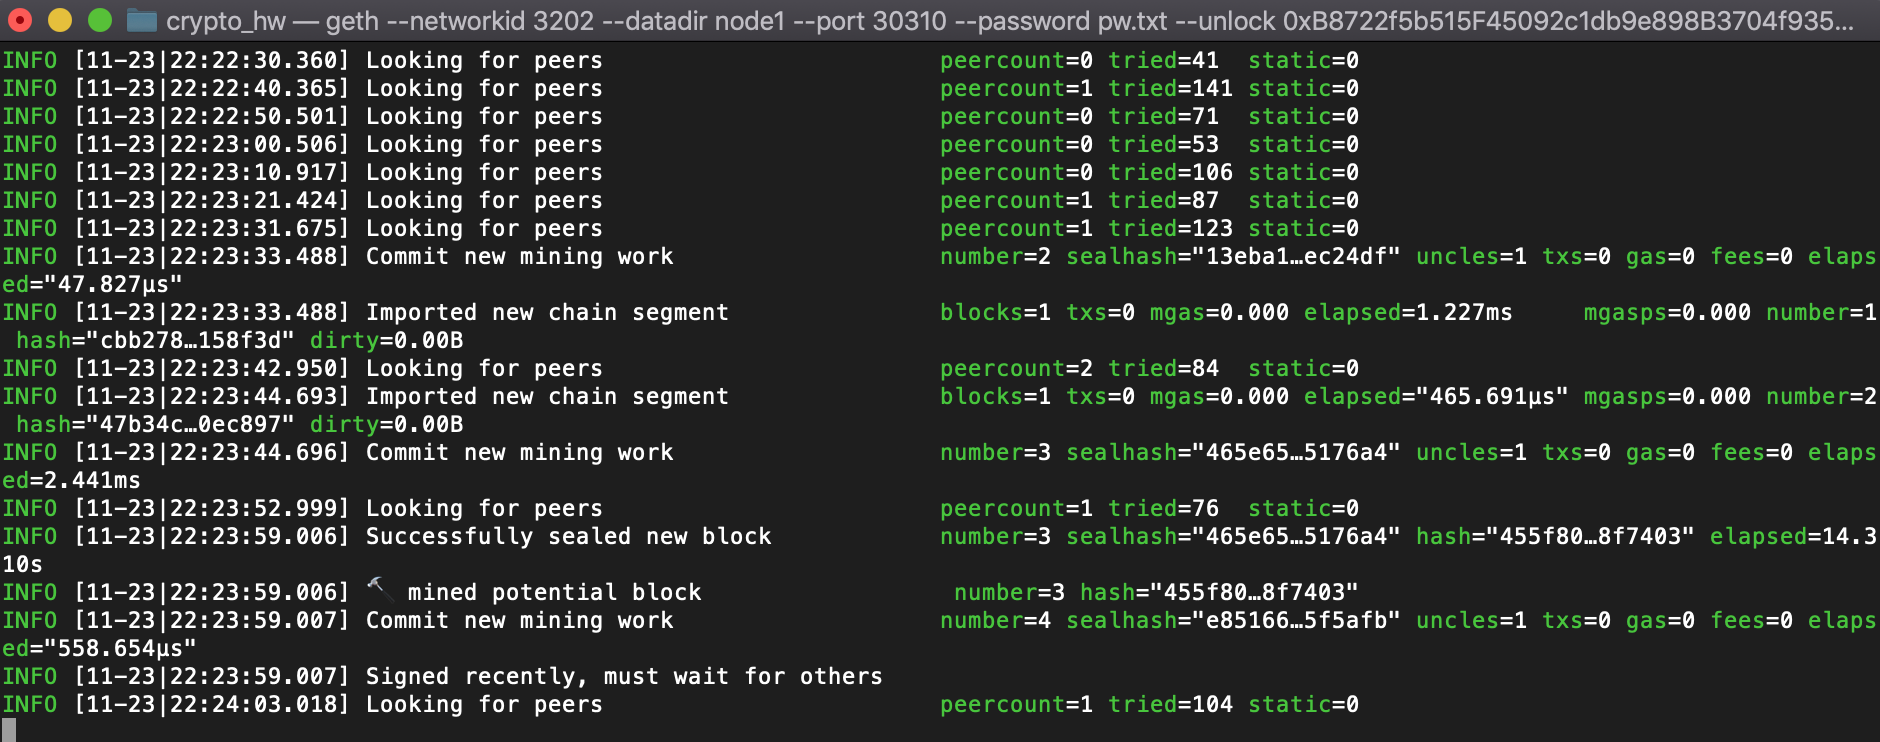 crypto_hw — geth --networkid 3202 --datadir node1 --port 30310 --password pw.txt --unlock 0xB8722f5b515F45092c1db9e898B3704f935...
INFO [11-23|22:22:30.360] Looking for peers peercount=0 tried=41 static=0
INFO [11-23|22:22:40.365] Looking for peers peercount=1 tried=141 static=0
INFO [11-23|22:22:50.501] Looking for peers peercount=0 tried=71 static=0
INFO [11-23|22:23:00.506] Looking for peers peercount=0 tried=53 static=0
INFO [11-23|22:23:10.917] Looking for peers peercount=0 tried=106 static=0
INFO [11-23|22:23:21.424] Looking for peers peercount=1 tried=87 static=0
INFO [11-23|22:23:31.675] Looking for peers peercount=1 tried=123 static=0
INFO [11-23|22:23:33.488] Commit new mining work number=2 sealhash="13eba1…ec24df" uncles=1 txs=0 gas=0 fees=0 elaps
ed="47.827µs"
INFO [11-23|22:23:33.488] Imported new chain segment blocks=1 txs=0 mgas=0.000 elapsed=1.227ms mgasps=0.000 number=1
hash="cbb278…158f3d" dirty=0.00B
INFO [11-23|22:23:42.950] Looking for peers peercount=2 tried=84 static=0
INFO [11-23|22:23:44.693] Imported new chain segment blocks=1 txs=0 mgas=0.000 elapsed="465.691µs" mgasps=0.000 number=2
hash="47b34c…0ec897" dirty=0.00B
INFO [11-23|22:23:44.696] Commit new mining work number=3 sealhash="465e65…5176a4" uncles=1 txs=0 gas=0 fees=0 elaps
ed=2.441ms
INFO [11-23|22:23:52.999] Looking for peers peercount=1 tried=76 static=0
INFO [11-23|22:23:59.006] Successfully sealed new block number=3 sealhash="465e65…5176a4" hash="455f80…8f7403" elapsed=14.3
10s
INFO [11-23|22:23:59.006] 🔨 mined potential block number=3 hash="455f80…8f7403"
INFO [11-23|22:23:59.007] Commit new mining work number=4 sealhash="e85166…5f5afb" uncles=1 txs=0 gas=0 fees=0 elaps
ed="558.654µs"
INFO [11-23|22:23:59.007] Signed recently, must wait for others
INFO [11-23|22:24:03.018] Looking for peers peercount=1 tried=104 static=0